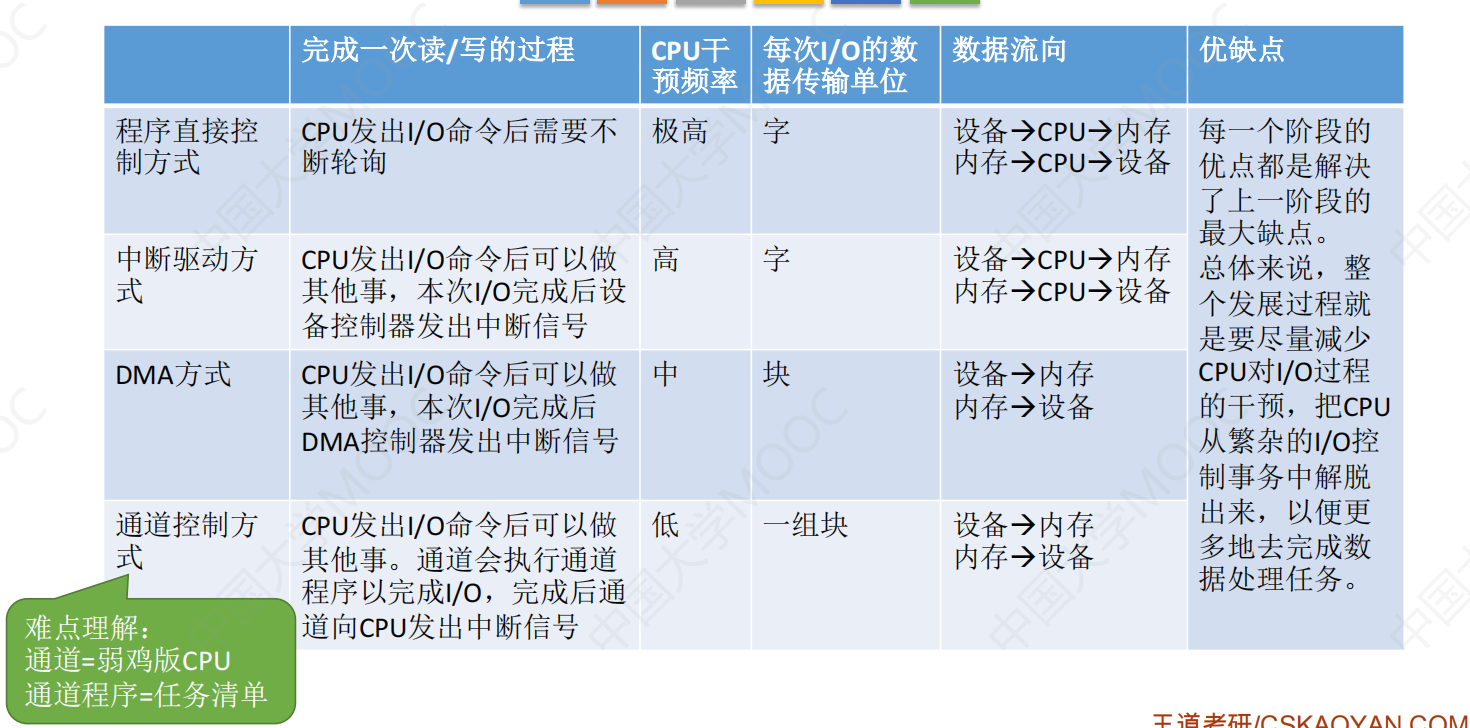 完成一次读/写的过程
CPU干
预频率
每次I/O的数
据传输单位
数据流向
优缺点
程序直接控
制方式
CPU发出I/O命令后需要不
断轮询
极高
字
设备→CPU→内存
内存→CPU→设备
每一个阶段的
优点都是解决
了上一阶段的
最大缺点。
总体来说，整
个发展过程就
是要尽量减少
CPU对I/O过程
的干预，把CPU
从繁杂的I/O控
制事务中解脱
出来，以便更
多地去完成数
据处理任务。
中断驱动方
式
CPU发出I/O命令后可以做
其他事，本次I/O完成后设
备控制器发出中断信号
高
字
设备→CPU→内存
内存→CPU→设备
DMA方式
CPU发出I/O命令后可以做
其他事，本次I/O完成后
DMA控制器发出中断信号
中
块
设备→内存
内存→设备
通道控制方
式
CPU发出I/O命令后可以做
其他事。通道会执行通道
程序以完成I/O，完成后通
道向CPU发出中断信号
低
一组块
设备→内存
内存→设备
难点理解：
通道=弱鸡版CPU
通道程序=任务清单
王道考研/CSKAOYAN.COM
中国大学MOOC